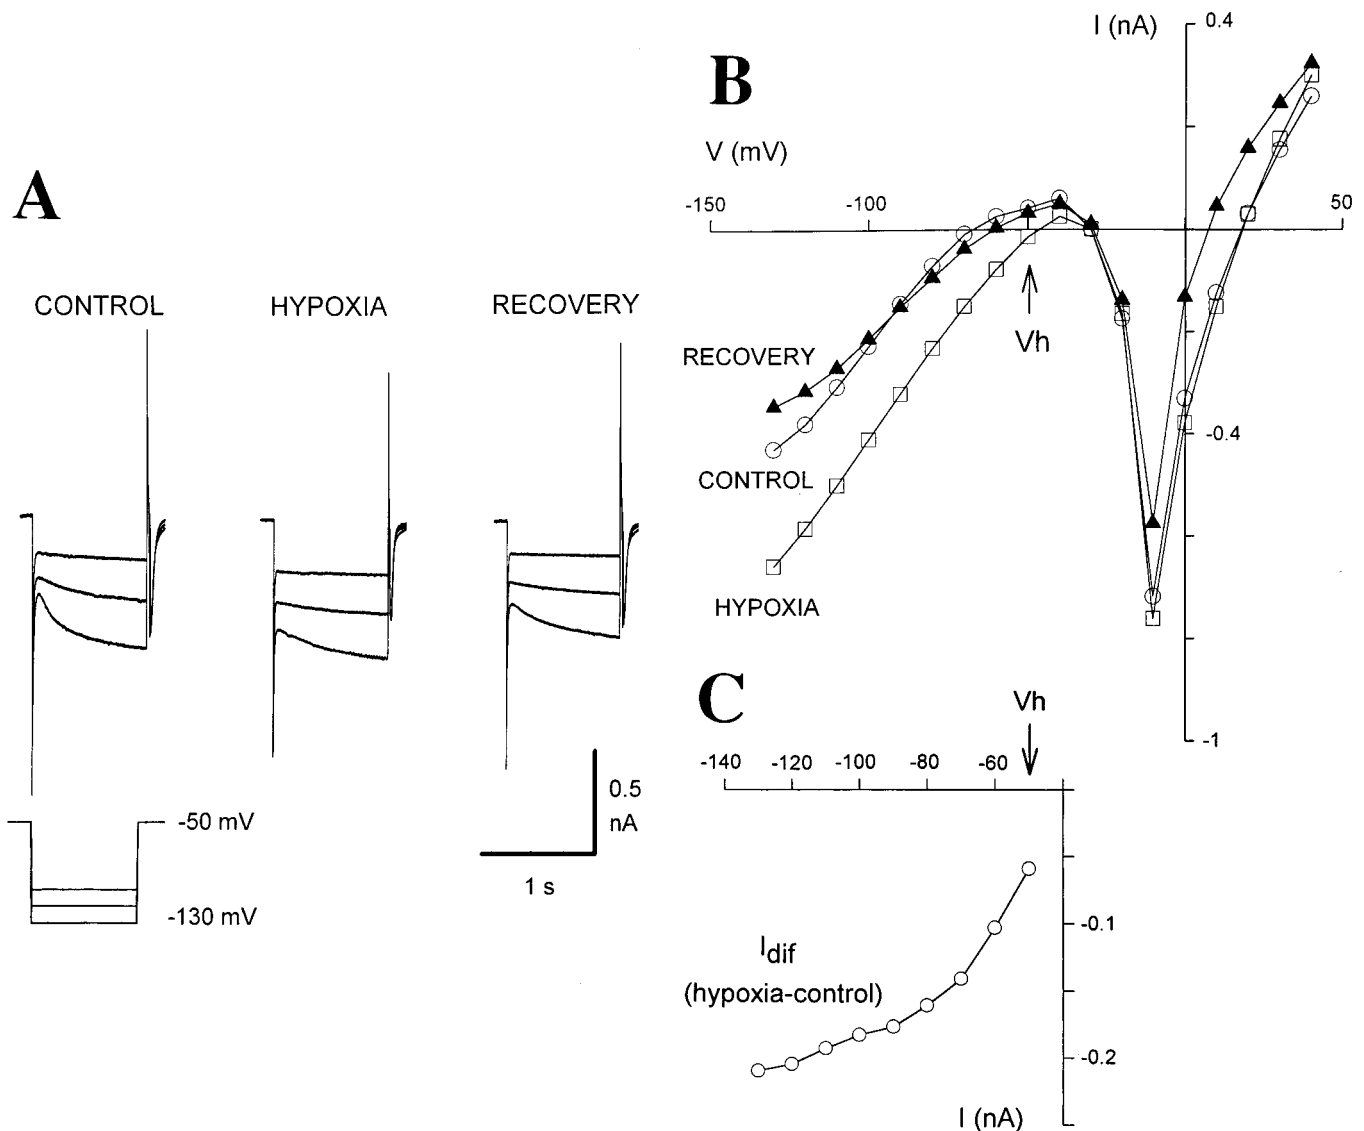 A
CONTROL
HYPOXIA
RECOVERY
-50 mV
-130 mV
0.5
nA
1 s
B
I (nA)
0.4
V (mV)
-150
-100
50
Vh
RECOVERY
CONTROL
HYPOXIA
-0.4
-1
C
Vh
-140
-120
-100
-80
-60
-0.1
-0.2
Idif
(hypoxia-control)
I (nA)